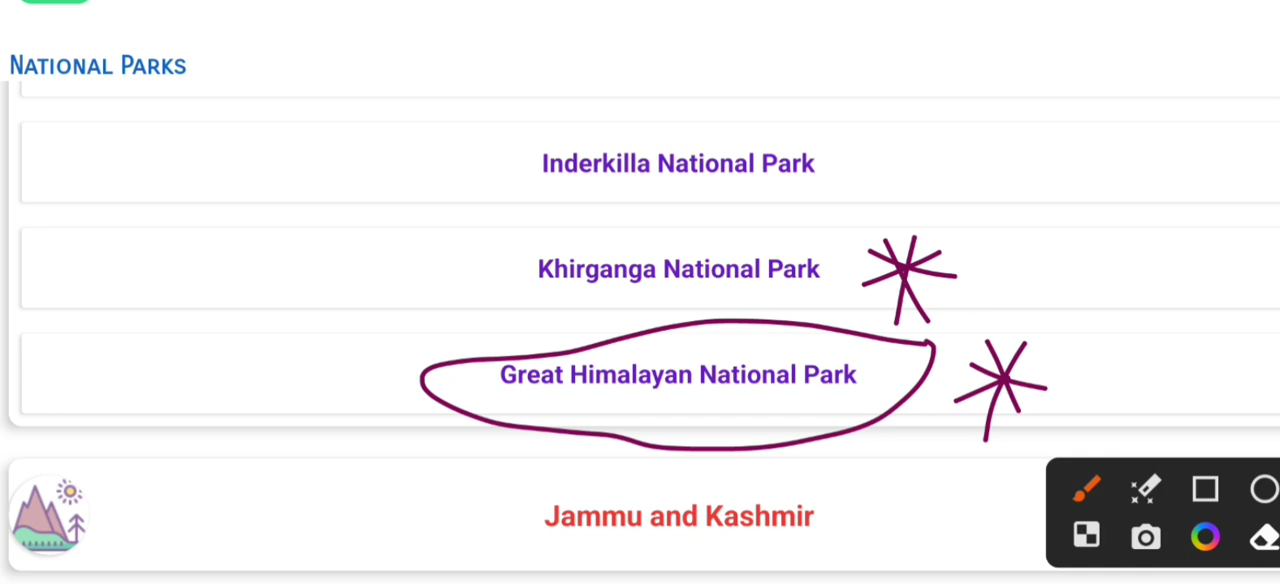 National Parks
Inderkilla National Park
Khirganga National Park
Great Himalayan National Park
Jammu and Kashmir